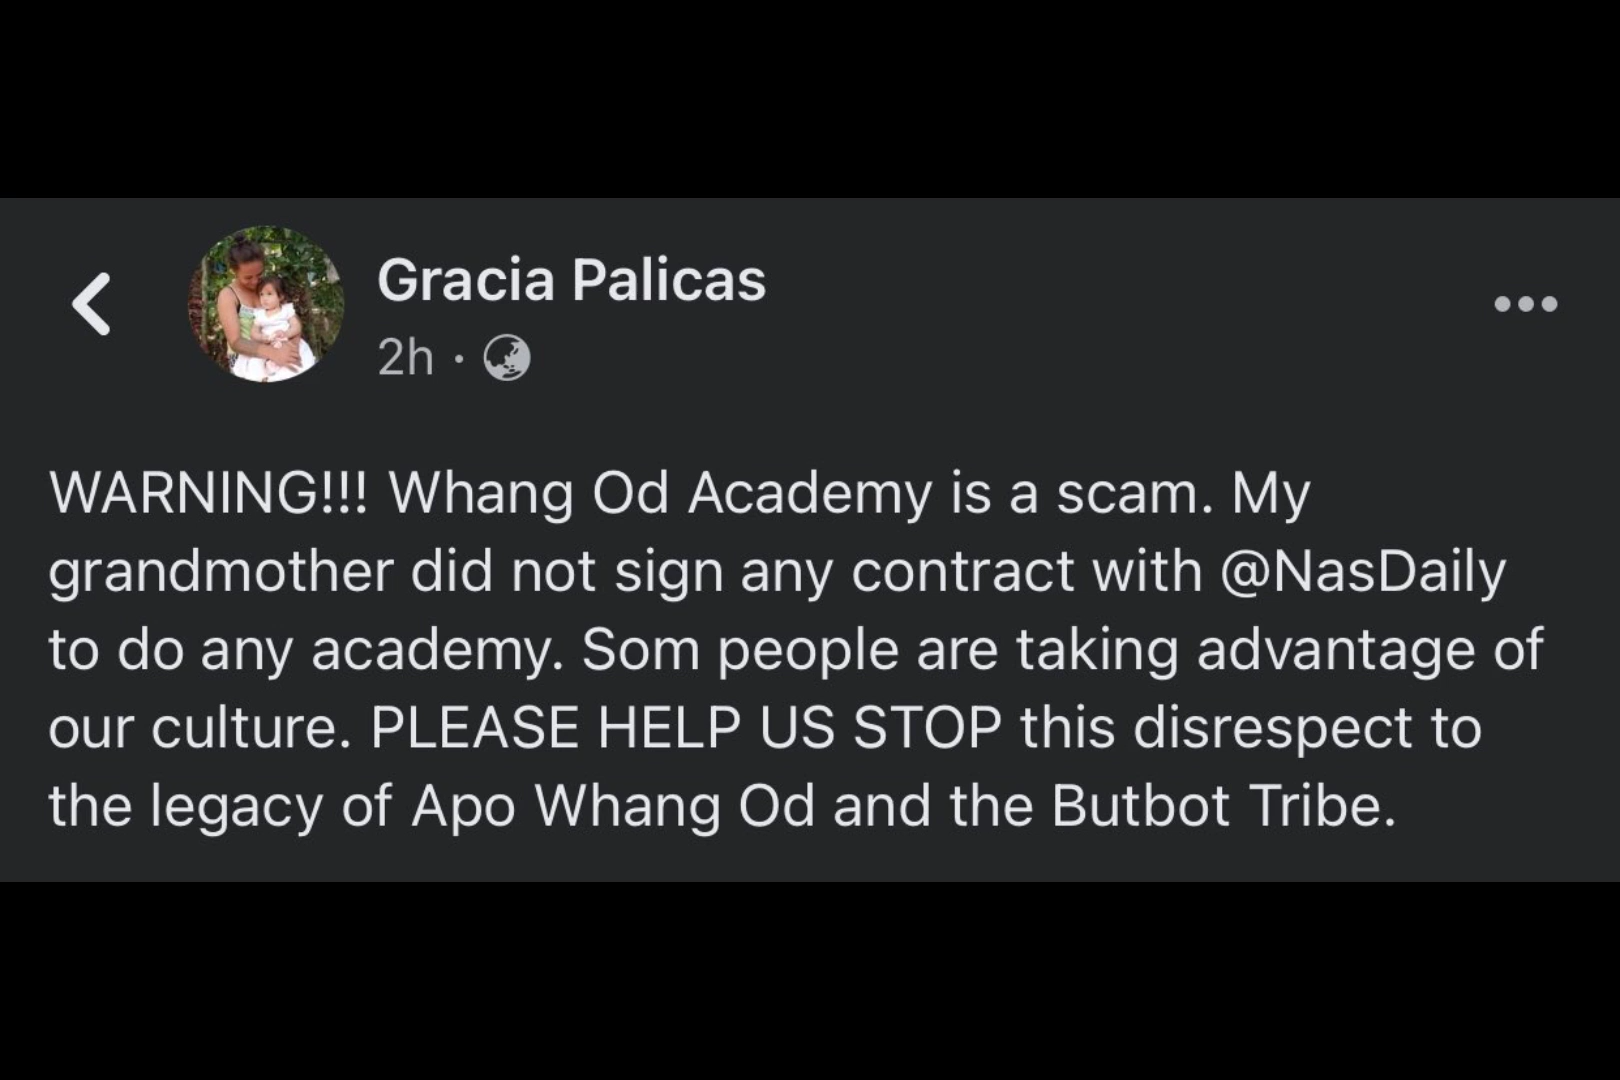 Gracia Palicas
2h ·
WARNING!!! Whang Od Academy is a scam. My
grandmother did not sign any contract with @NasDaily
to do any academy. Som people are taking advantage of
our culture. PLEASE HELP US STOP this disrespect to
the legacy of Apo Whang Od and the Butbot Tribe.